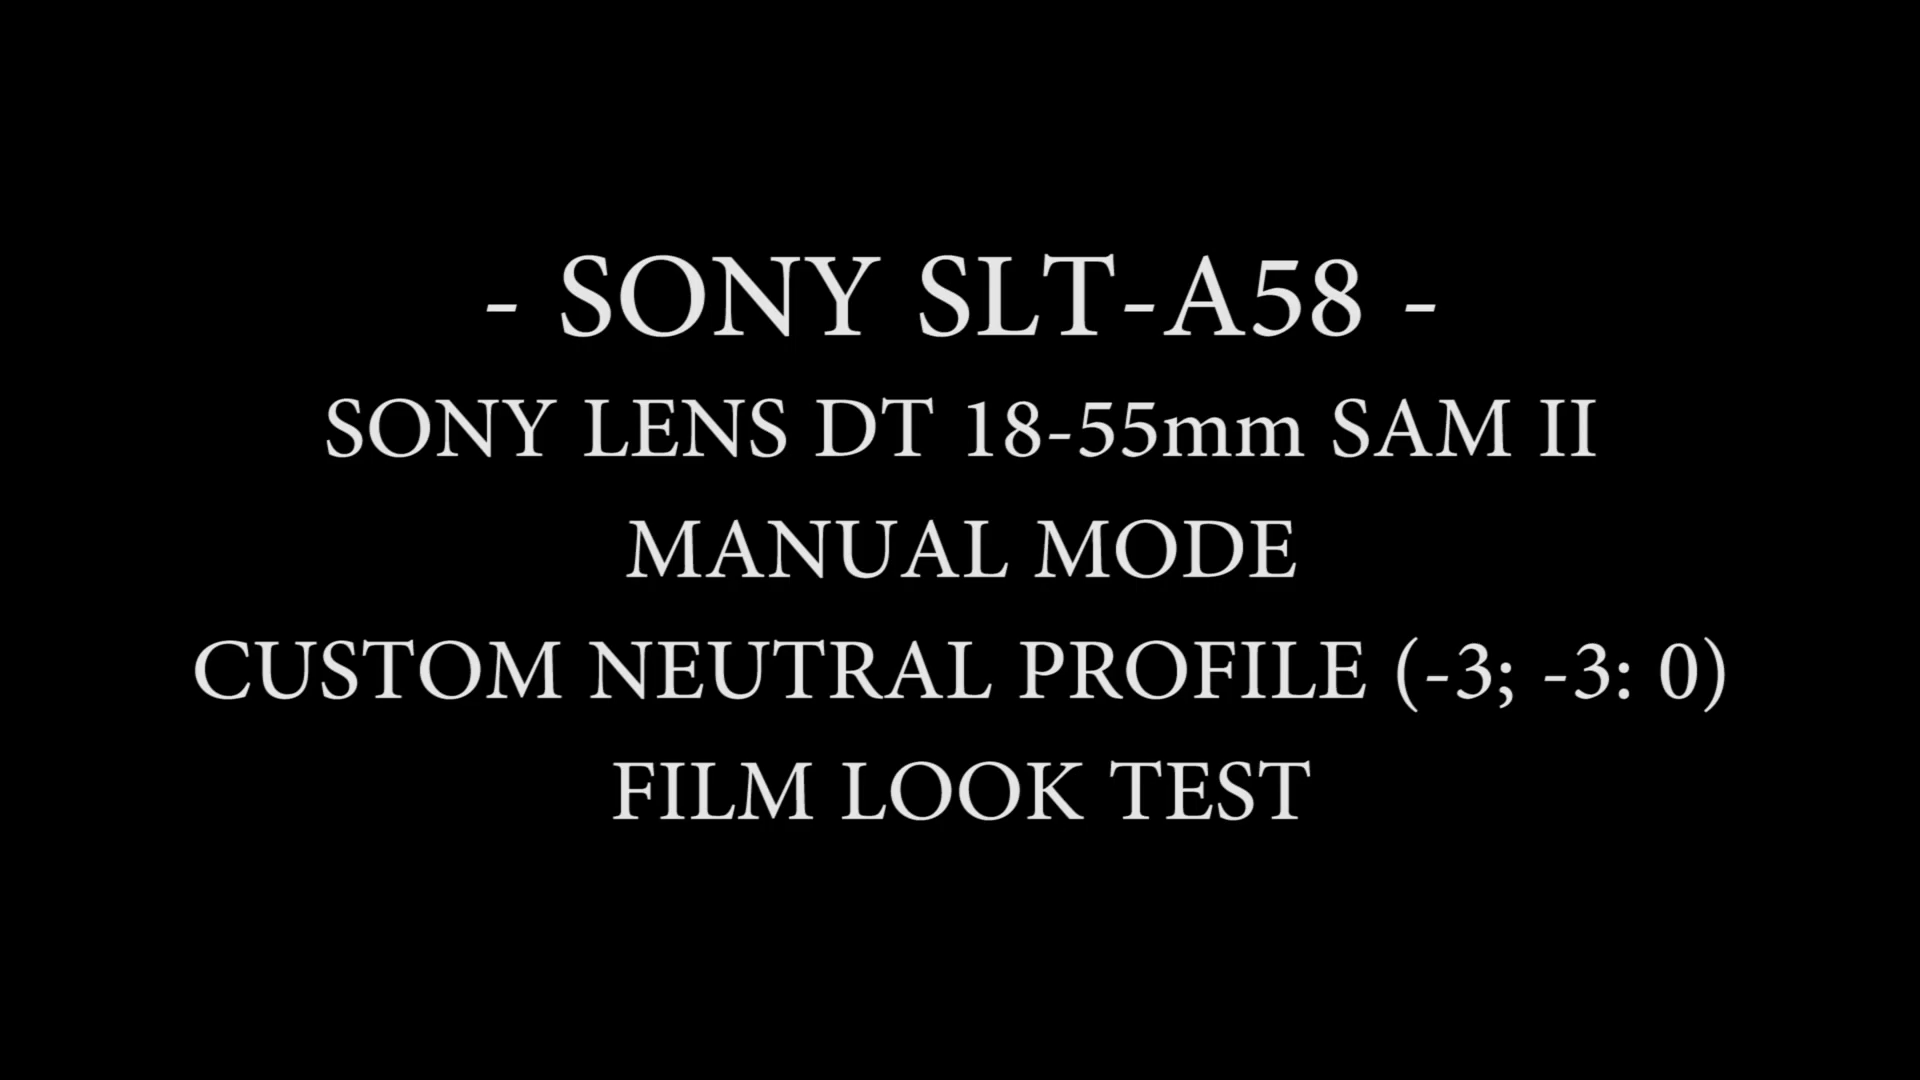 - SONY SLT-A58 -
SONY LENS DT 18-55mm SAM II
MANUAL MODE
CUSTOM NEUTRAL PROFILE (-3; -3: 0)
FILM LOOK TEST